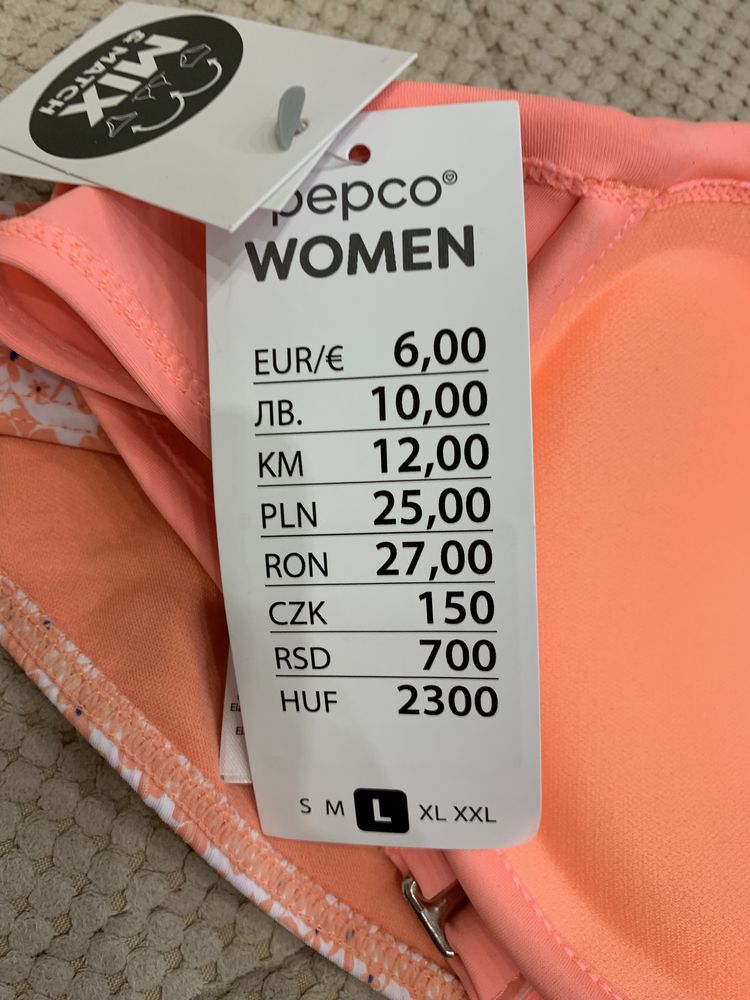 MIX
& MATCH
pepco
WOMEN
EUR/€ 6,00
ЛВ. 10,00
KM 12,00
PLN 25,00
RON 27,00
CZK 150
RSD 700
HUF 2300
S M L XL XXL